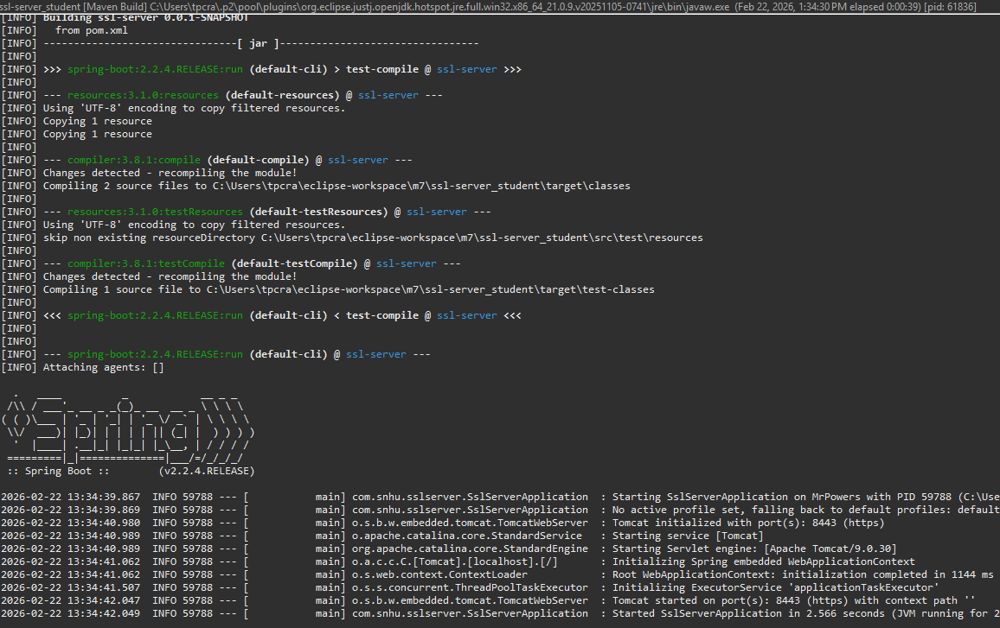 ssl-server_student [Maven Build] C:\Users\tpcra\.p2\pool\plugins\org.eclipse.justj.openjdk.hotspot.jre.full.win32.x86_64_21.0.9.v20251105-0741\jre\bin\javaw.exe (Feb 22, 2026, 1:34:30 PM elapsed 0:00:39) [pid: 61836]
[INFO] Building ssl-server 0.0.1-SNAPSHOT
[INFO]   from pom.xml
[INFO] --------------------------------[ jar ]---------------------------------
[INFO]
[INFO] >>> spring-boot:2.2.4.RELEASE:run (default-cli) > test-compile @ ssl-server >>>
[INFO]
[INFO] --- resources:3.1.0:resources (default-resources) @ ssl-server ---
[INFO] Using 'UTF-8' encoding to copy filtered resources.
[INFO] Copying 1 resource
[INFO] Copying 1 resource
[INFO]
[INFO] --- compiler:3.8.1:compile (default-compile) @ ssl-server ---
[INFO] Changes detected - recompiling the module!
[INFO] Compiling 2 source files to C:\Users\tpcra\eclipse-workspace\m7\ssl-server_student\target\classes
[INFO]
[INFO] --- resources:3.1.0:testResources (default-testResources) @ ssl-server ---
[INFO] Using 'UTF-8' encoding to copy filtered resources.
[INFO] skip non existing resourceDirectory C:\Users\tpcra\eclipse-workspace\m7\ssl-server_student\src\test\resources
[INFO]
[INFO] --- compiler:3.8.1:testCompile (default-testCompile) @ ssl-server ---
[INFO] Changes detected - recompiling the module!
[INFO] Compiling 1 source file to C:\Users\tpcra\eclipse-workspace\m7\ssl-server_student\target\test-classes
[INFO]
[INFO] <<< spring-boot:2.2.4.RELEASE:run (default-cli) < test-compile @ ssl-server <<<
[INFO]
[INFO]
[INFO] --- spring-boot:2.2.4.RELEASE:run (default-cli) @ ssl-server ---
[INFO] Attaching agents: []
  .   ____          _            __ _ _
 /\\ / ___'_ __ _ _(_)_ __  __ _ \ \ \ \
( ( )\___ | '_ | '_| | '_ \/ _` | \ \ \ \
 \\/  ___)| |_)| | | | | || (_| |  ) ) ) )
  '  |____| .__|_| |_|_| |_\__, | / / / /
 =========|_|==============|___/=/_/_/_/
 :: Spring Boot ::        (v2.2.4.RELEASE)
2026-02-22 13:34:39.867  INFO 59788 --- [           main] com.snhu.sslserver.SslServerApplication  : Starting SslServerApplication on MrPowers with PID 59788 (C:\Use
2026-02-22 13:34:39.869  INFO 59788 --- [           main] com.snhu.sslserver.SslServerApplication  : No active profile set, falling back to default profiles: default
2026-02-22 13:34:40.980  INFO 59788 --- [           main] o.s.b.w.embedded.tomcat.TomcatWebServer  : Tomcat initialized with port(s): 8443 (https)
2026-02-22 13:34:40.989  INFO 59788 --- [           main] o.apache.catalina.core.StandardService   : Starting service [Tomcat]
2026-02-22 13:34:40.989  INFO 59788 --- [           main] org.apache.catalina.core.StandardEngine  : Starting Servlet engine: [Apache Tomcat/9.0.30]
2026-02-22 13:34:41.062  INFO 59788 --- [           main] o.a.c.c.C.[Tomcat].[localhost].[/]       : Initializing Spring embedded WebApplicationContext
2026-02-22 13:34:41.062  INFO 59788 --- [           main] o.s.web.context.ContextLoader            : Root WebApplicationContext: initialization completed in 1144 ms
2026-02-22 13:34:41.507  INFO 59788 --- [           main] o.s.s.concurrent.ThreadPoolTaskExecutor  : Initializing ExecutorService 'applicationTaskExecutor'
2026-02-22 13:34:42.047  INFO 59788 --- [           main] o.s.b.w.embedded.tomcat.TomcatWebServer  : Tomcat started on port(s): 8443 (https) with context path ''
2026-02-22 13:34:42.049  INFO 59788 --- [           main] com.snhu.sslserver.SslServerApplication  : Started SslServerApplication in 2.566 seconds (JVM running for 2